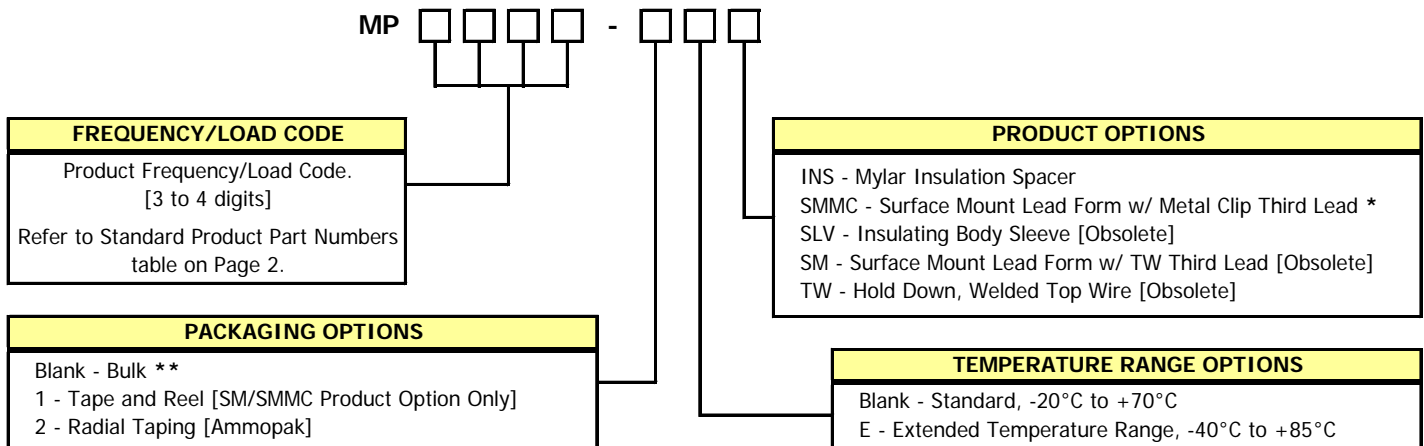 MP -
FREQUENCY/LOAD CODE
Product Frequency/Load Code.
[3 to 4 digits]
Refer to Standard Product Part Numbers
table on Page 2.
PRODUCT OPTIONS
INS - Mylar Insulation Spacer
SMMC - Surface Mount Lead Form w/ Metal Clip Third Lead *
SLV - Insulating Body Sleeve [Obsolete]
SM - Surface Mount Lead Form w/ TW Third Lead [Obsolete]
TW - Hold Down, Welded Top Wire [Obsolete]
PACKAGING OPTIONS
Blank - Bulk **
1 - Tape and Reel [SM/SMMC Product Option Only]
2 - Radial Taping [Ammopak]
TEMPERATURE RANGE OPTIONS
Blank - Standard, -20°C to +70°C
E - Extended Temperature Range, -40°C to +85°C